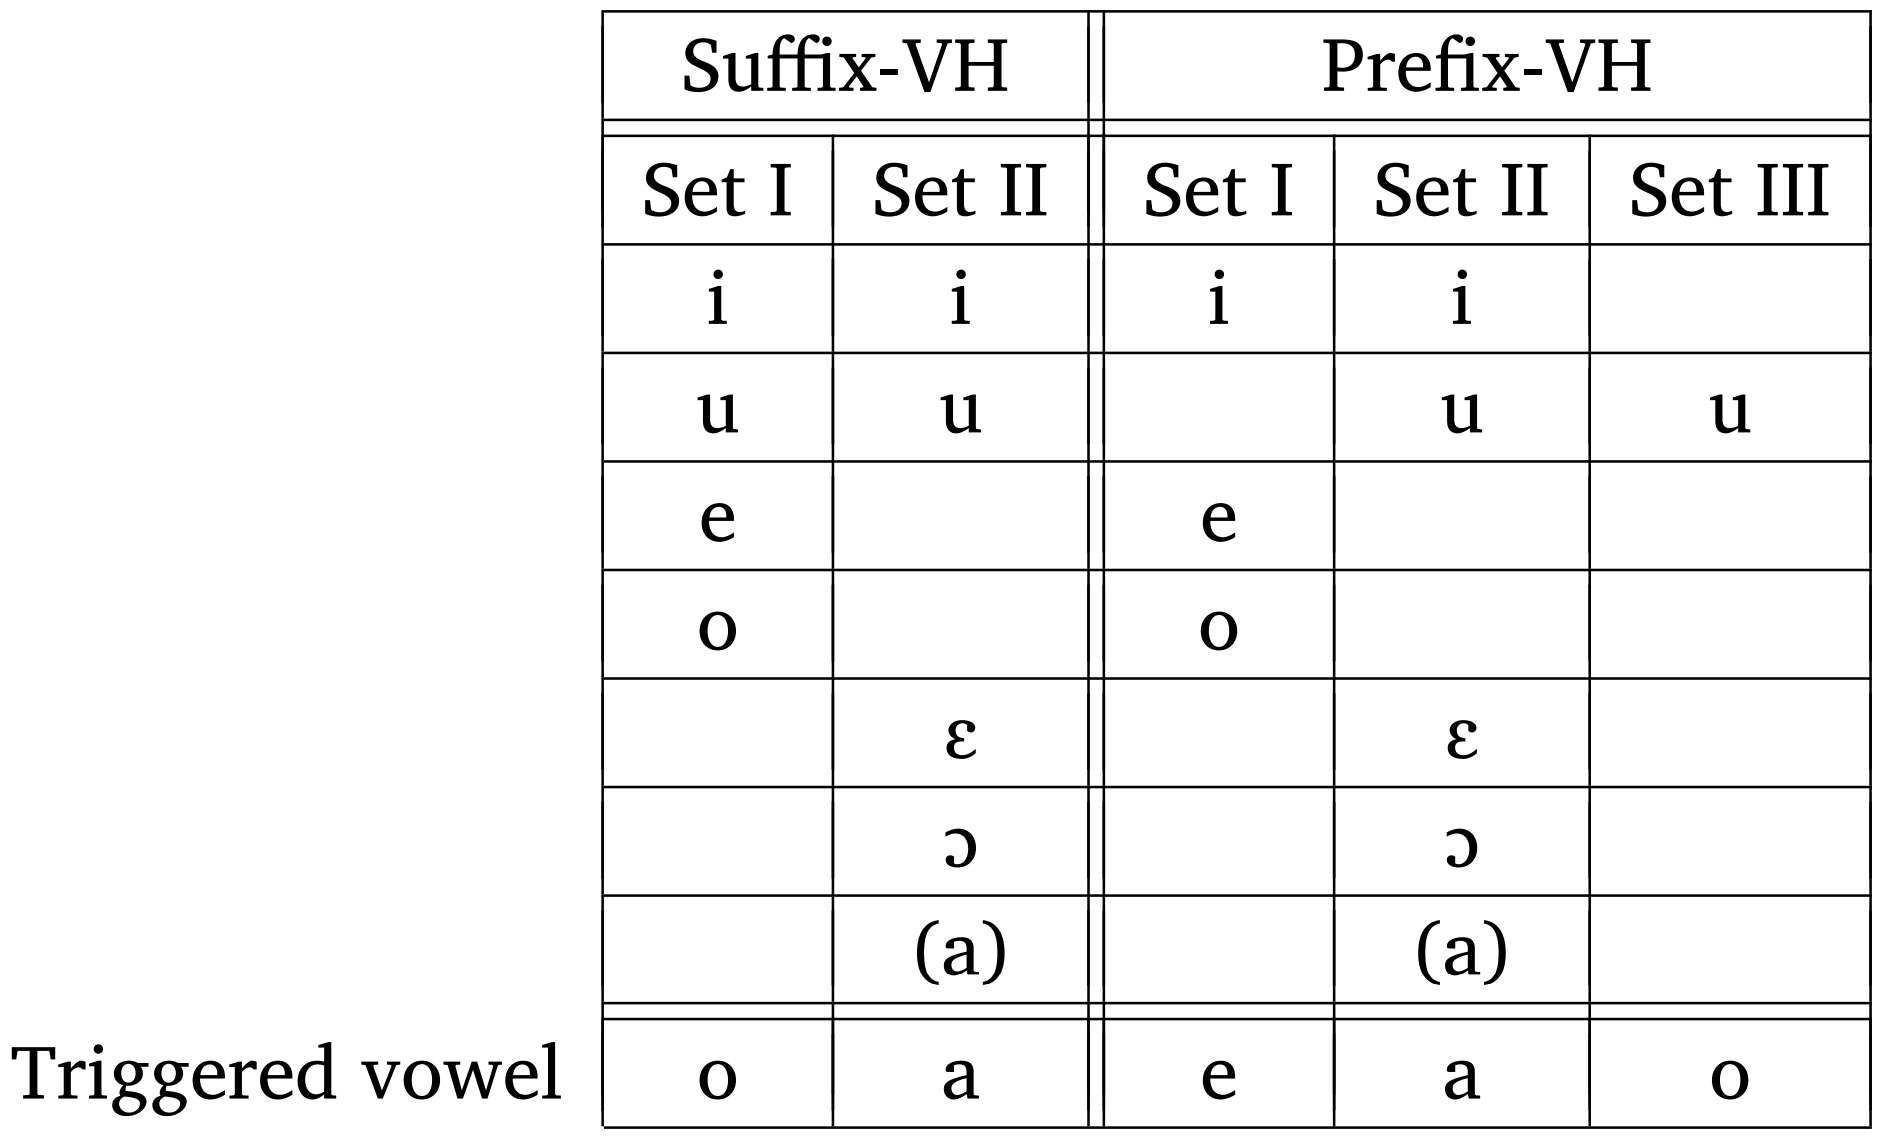 Suffix-VH Prefix-VH
Set I Set II Set I Set II Set III
i i i i
u u u u
e e
o o
ɛ ɛ
ɔ ɔ
(a) (a)
Triggered vowel o a e a o